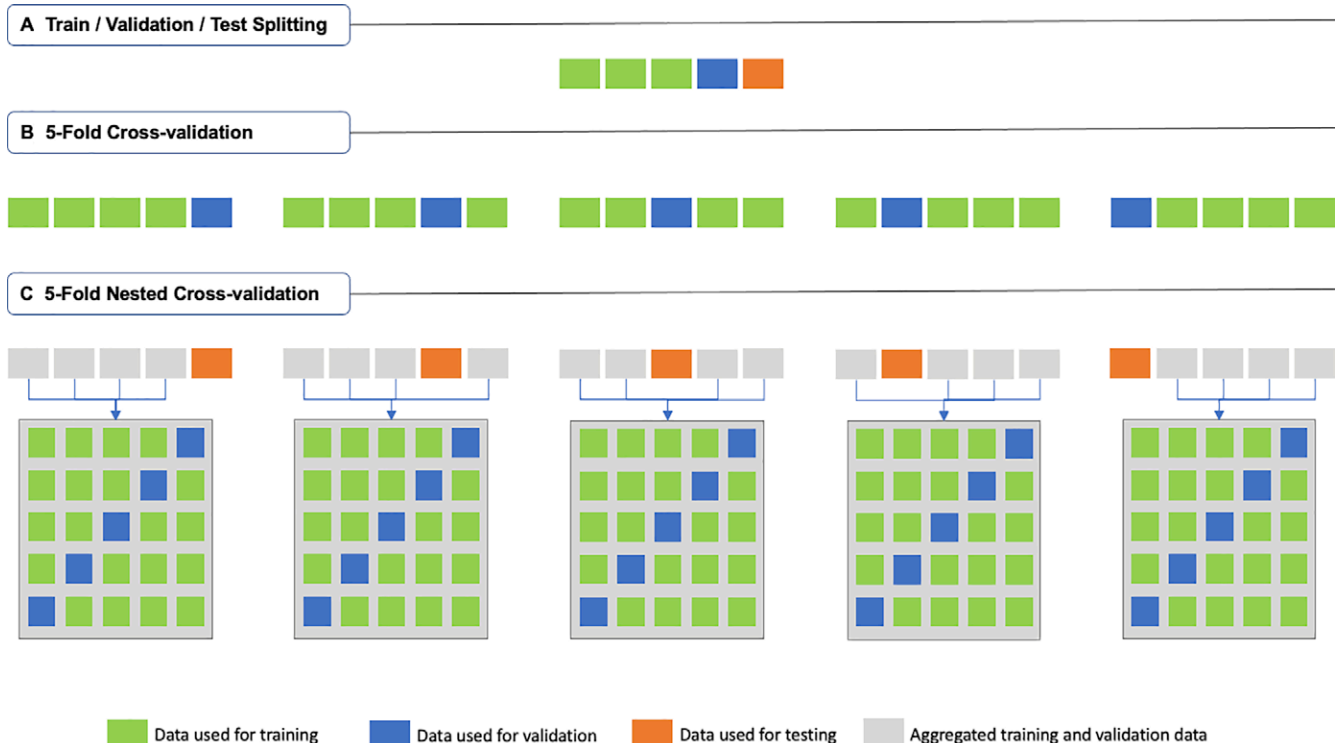 A Train / Validation / Test Splitting
B 5-Fold Cross-validation
C 5-Fold Nested Cross-validation
Data used for training
Data used for validation
Data used for testing
Aggregated training and validation data